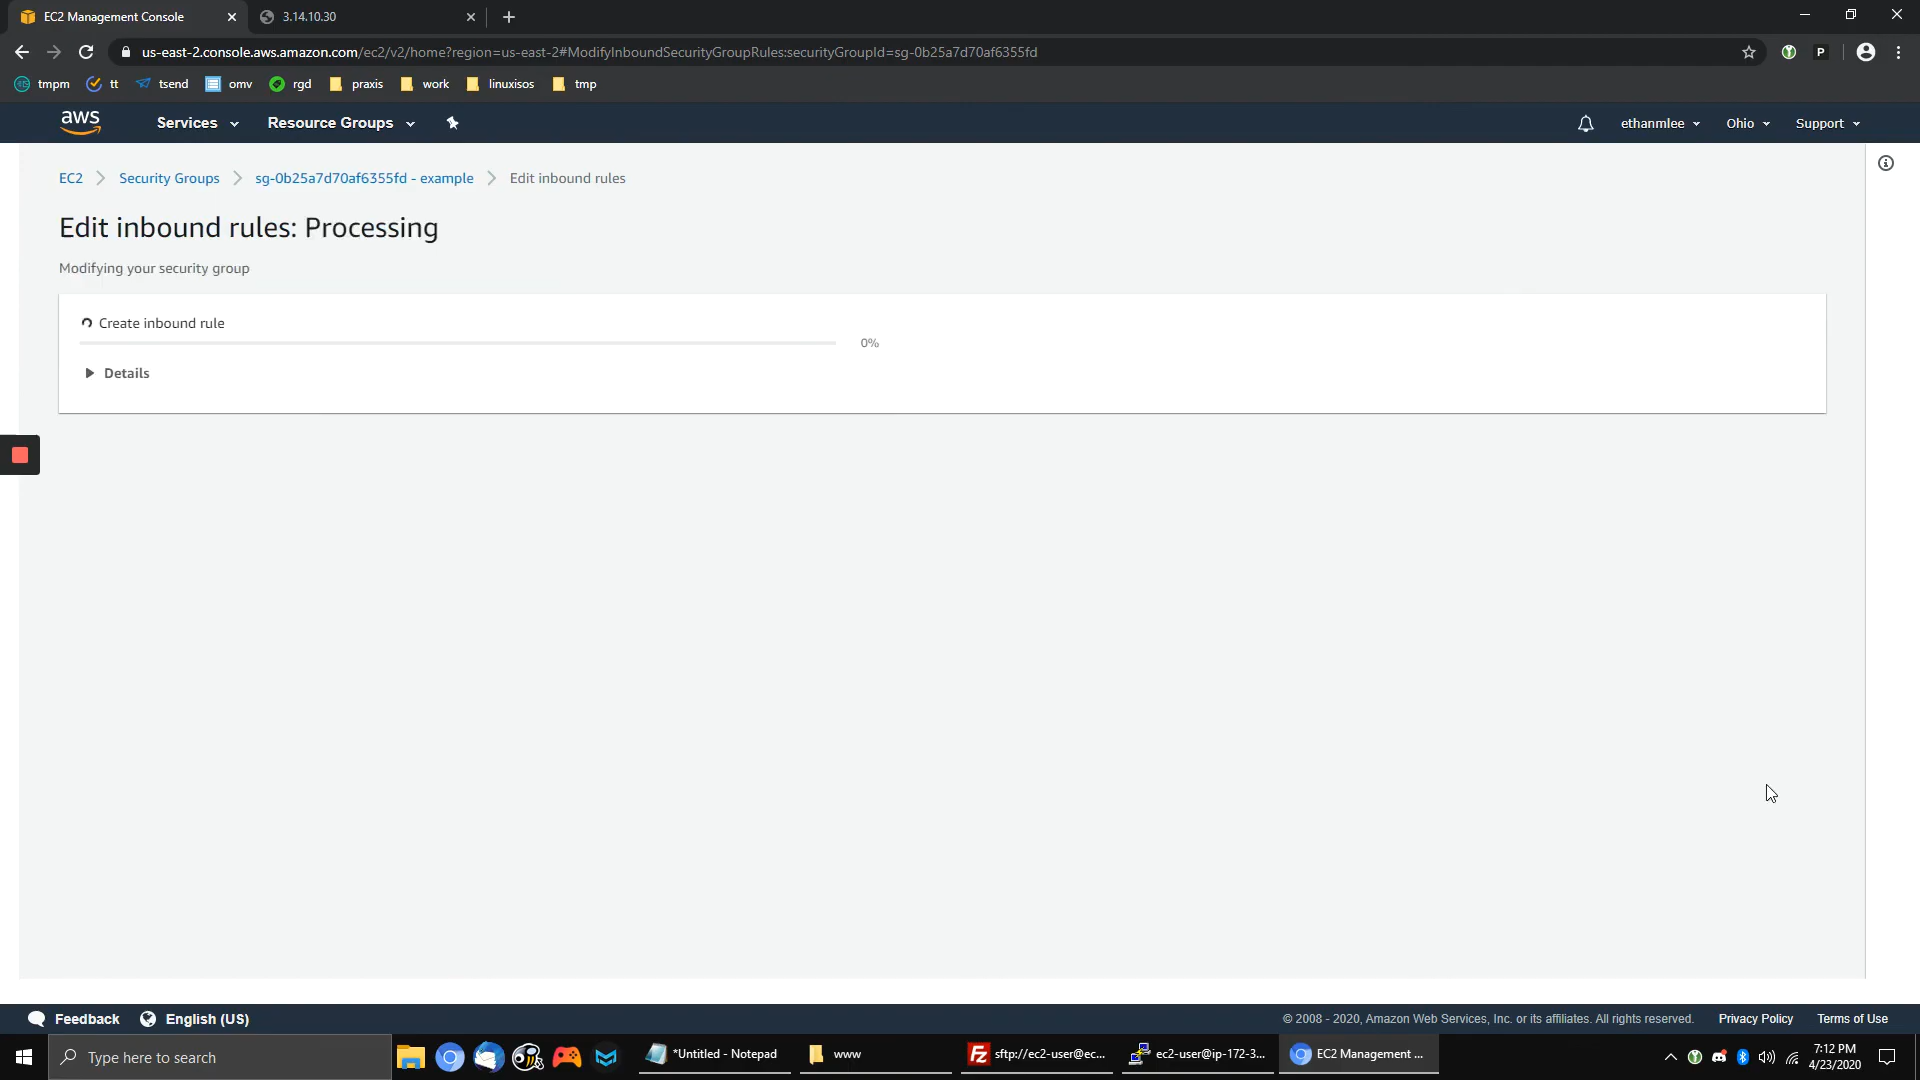 EC2 Management Console
3.14.10.30
us-east-2.console.aws.amazon.com/ec2/v2/home?region=us-east-2#ModifyInboundSecurityGroupRules:securityGroupId=sg-0b25a7d70af6355fd
P
tmpm
tt
tsend
omv
rgd
praxis
work
linuxisos
tmp
aws
Services
Resource Groups
ethanmlee
Ohio
Support
EC2
Security Groups
sg-0b25a7d70af6355fd - example
Edit inbound rules
Edit inbound rules: Processing
Modifying your security group
Create inbound rule
0%
Details
Feedback
English (US)
© 2008 - 2020, Amazon Web Services, Inc. or its affiliates. All rights reserved.
Privacy Policy
Terms of Use
Type here to search
*Untitled - Notepad
www
Fz
sftp://ec2-user@ec...
ec2-user@ip-172-3...
EC2 Management ...
7:12 PM
4/23/2020